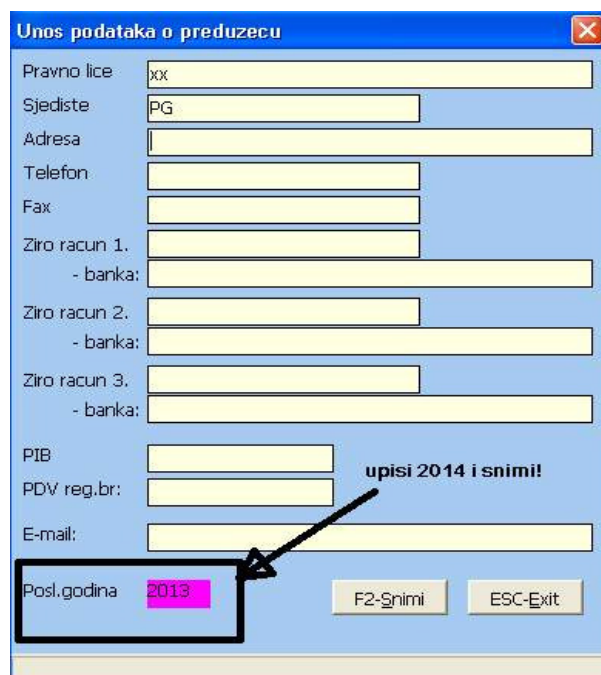 Unos podataka o preduzecu
Pravno lice xx
Sjediste PG
Adresa
Telefon
Fax
Ziro racun 1.
- banka:
Ziro racun 2.
- banka:
Ziro racun 3.
- banka:
PIB
upisi 2014 i snimi!
PDV reg.br:
E-mail:
Posl.godina 2013 F2-Snimi ESC-Exit